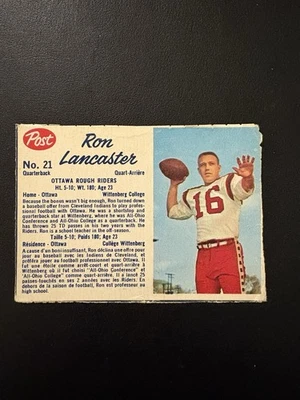 Post
Ron
Lancaster
No. 21
Quarterback
Quart-Arrière
OTTAWA ROUGH RIDERS
Ht. 5-10; Wt. 180; Age 23
Home - Ottawa Wittenberg College
Because the bonus wasn't big enough, Ron turned down
a baseball offer from Cleveland Indians to play profes-
sional football with Ottawa. He was a shortstop and
quarterback star at Wittenberg, where he was All-Ohio
Conference and All-Ohio College quarterback. He has
thrown 25 TD passes in his two years with the
Riders. Ron is a school teacher in the off-season.
Taille 5-10; Poids 180; Age 23
Résidence - Ottawa Collège Wittenberg
A cause d'un boni insuffisant, Ron déclina une offre pour
jouer au baseball avec les Indiens de Cleveland, et
préféra jouer au football professionnel avec Ottawa. Il
fut une étoile comme arrêt-court et quart-arrière à
Wittenberg où il fut choisi "All-Ohio Conference" et
"All-Ohio College" comme quart-arrière. Il a lancé 25
passes-touchés en ses 2 années avec les Riders. En
dehors de la saison de football, Ron est professeur au
high school.
16